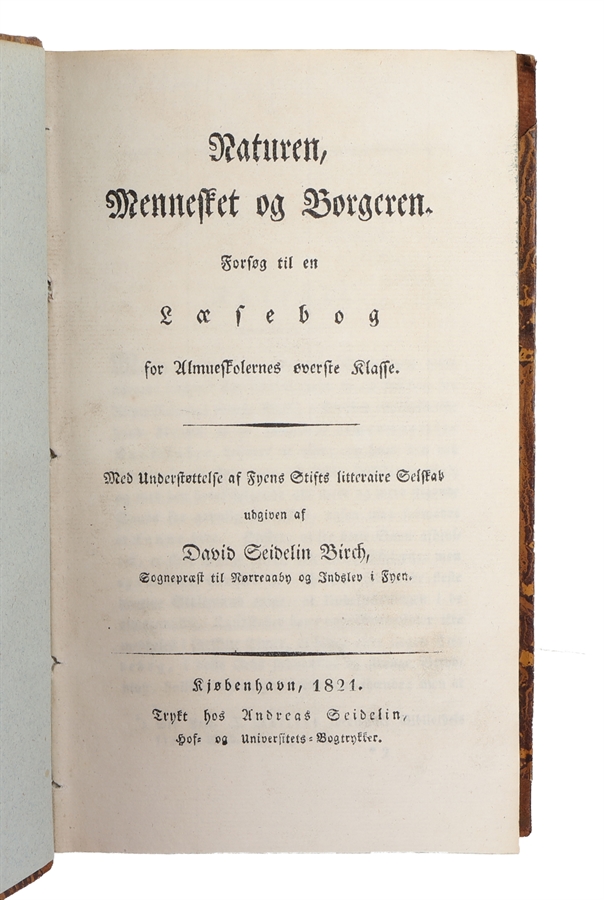 Naturen,
Mennesket og Borgeren.
Forsøg til en
Læsebog
for Almueskolernes øverste Klasse.
Med Understøttelse af Fyens Stifts litteraire Selskab
udgiven af
David Seidelin Birch,
Sognepræst til Nørreaaby og Indslev i Fyen.
Kjøbenhavn, 1821.
Trykt hos Andreas Seidelin,
Hof- og Universitets-Bogtrykker.